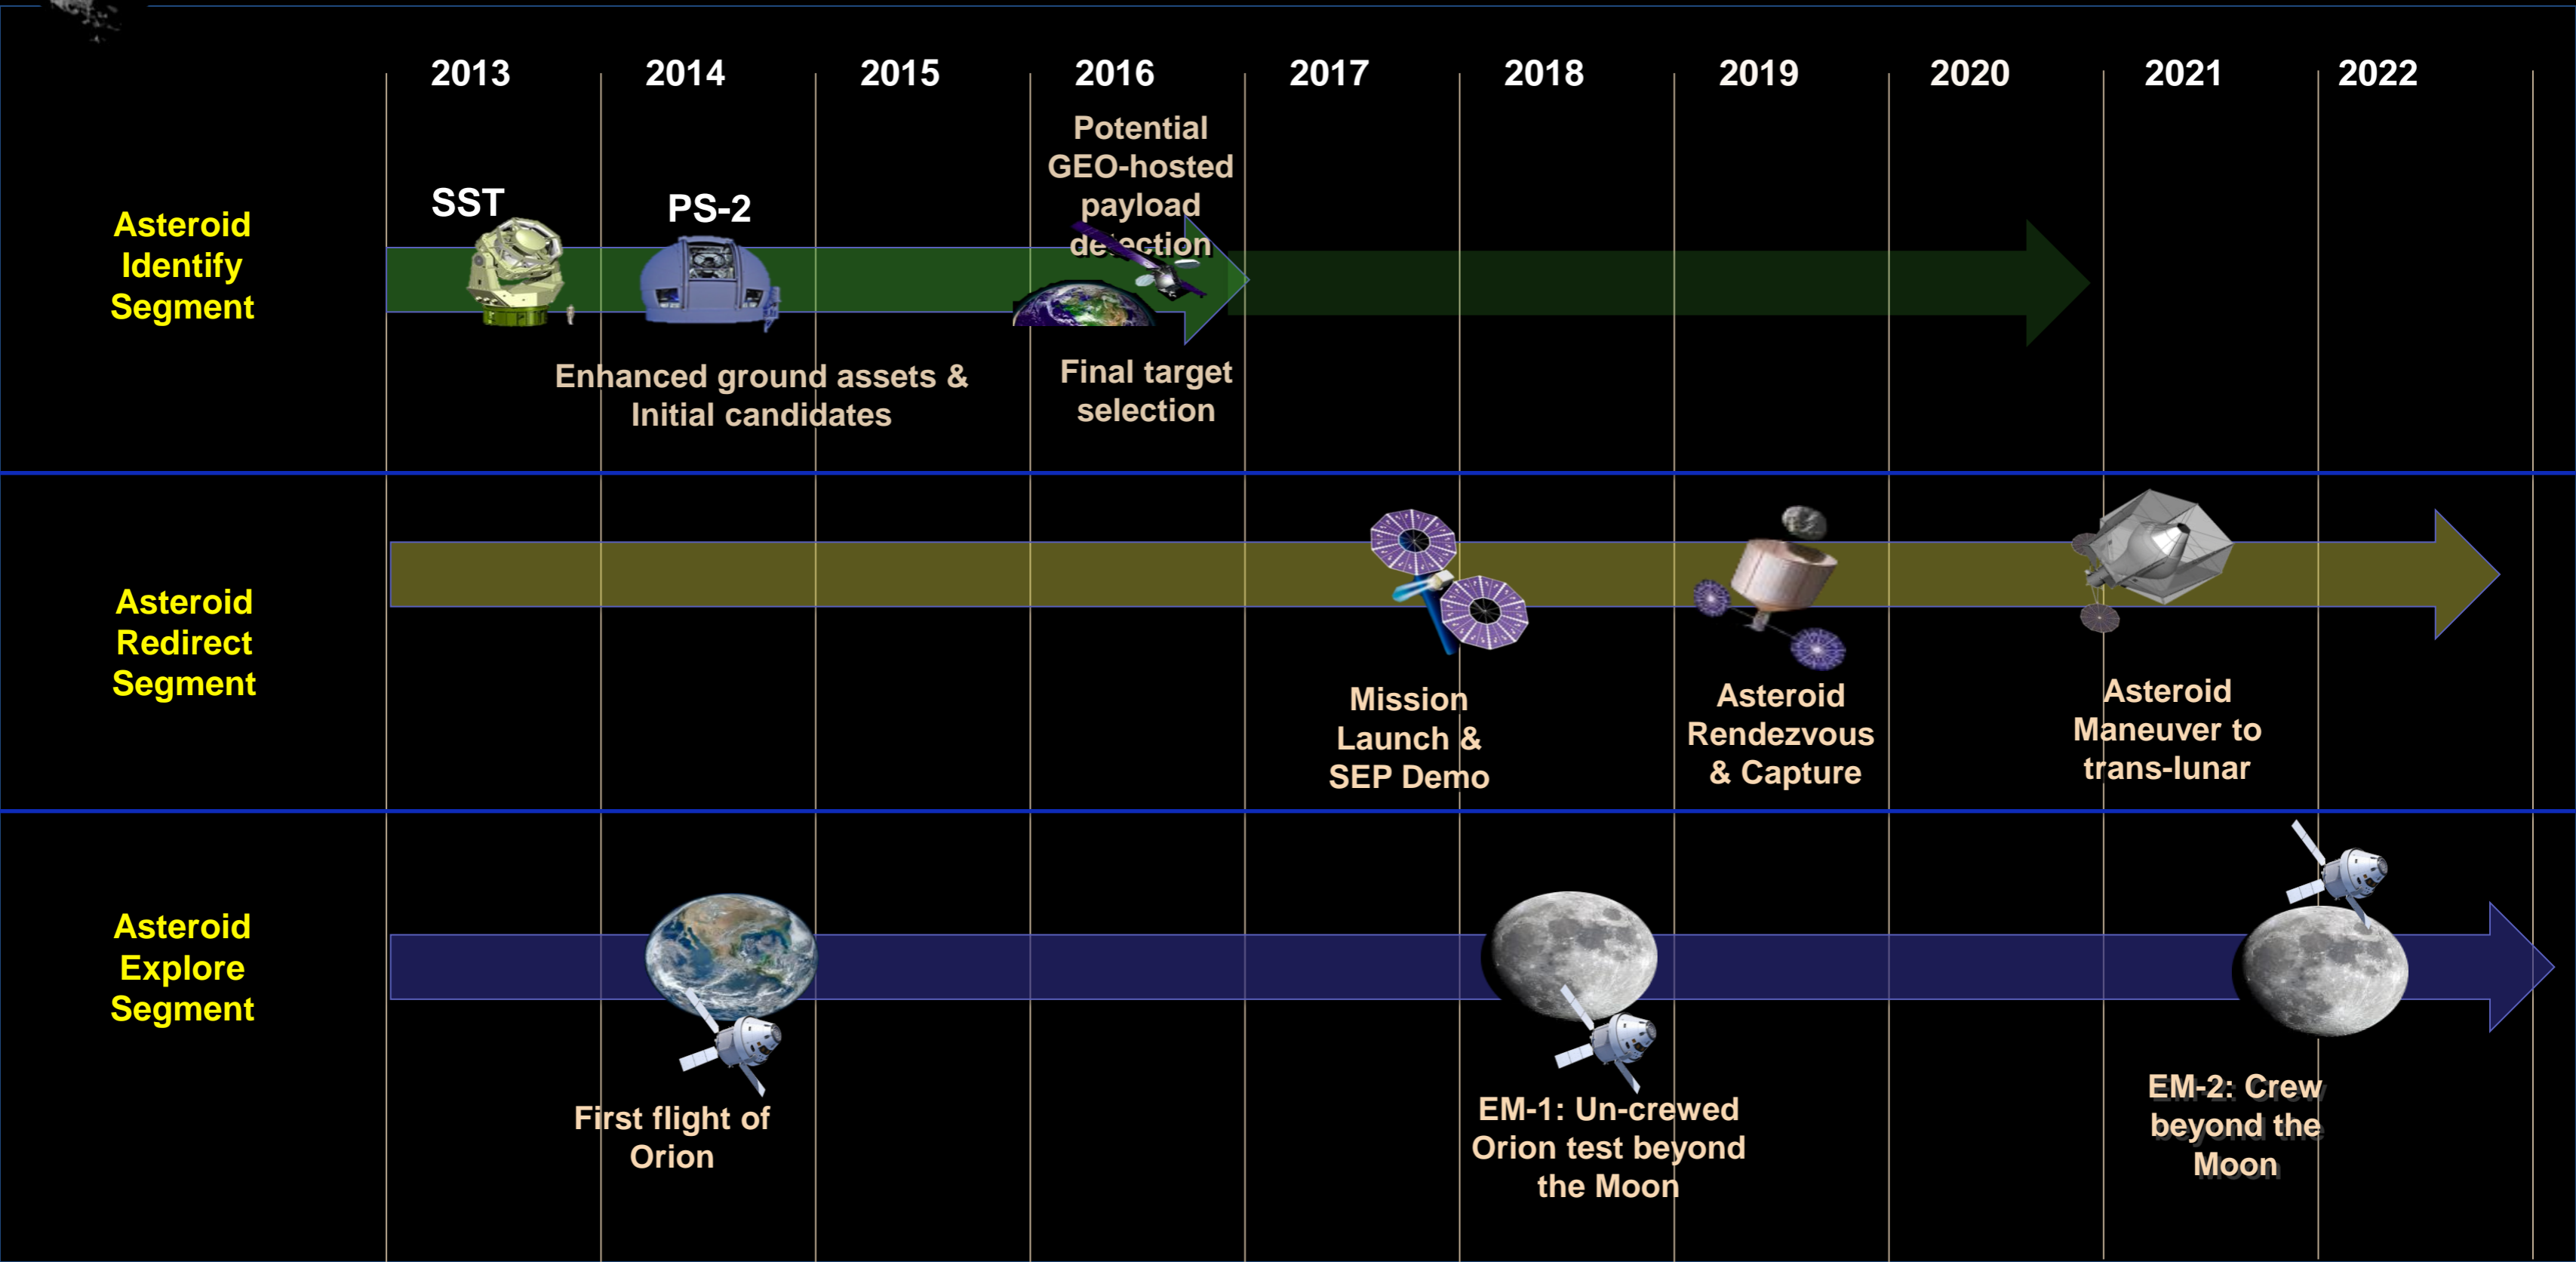 2013 2014 2015 2016 2017 2018 2019 2020 2021 2022
Asteroid
Identify
Segment
SST
PS-2
Potential
GEO-hosted
payload
detection
Enhanced ground assets &
Initial candidates
Final target
selection
Asteroid
Redirect
Segment
Mission
Launch &
SEP Demo
Asteroid
Rendezvous
& Capture
Asteroid
Maneuver to
trans-lunar
Asteroid
Explore
Segment
First flight of
Orion
EM-1: Un-crewed
Orion test beyond
the Moon
EM-2: Crew
beyond the
Moon